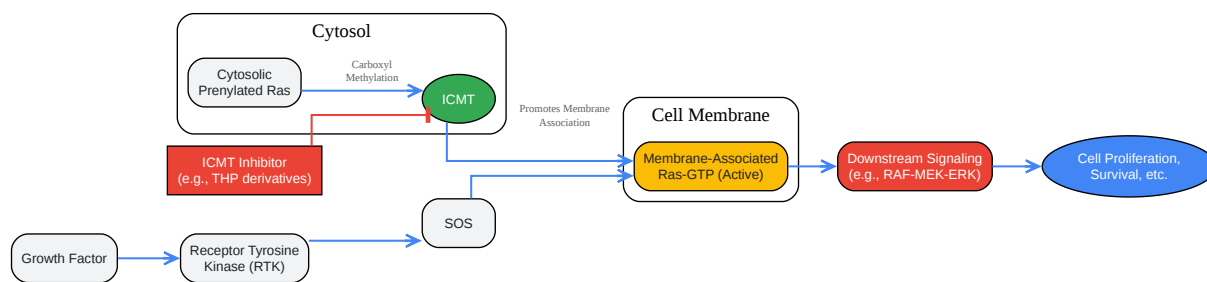 Cytosol
Cytosolic
Prenylated Ras
Carboxyl
Methylation
ICMT
ICMT Inhibitor
(e.g., THP derivatives)
Promotes Membrane
Association
Cell Membrane
Membrane-Associated
Ras-GTP (Active)
Downstream Signaling
(e.g., RAF-MEK-ERK)
Cell Proliferation,
Survival, etc.
SOS
Growth Factor
Receptor Tyrosine
Kinase (RTK)